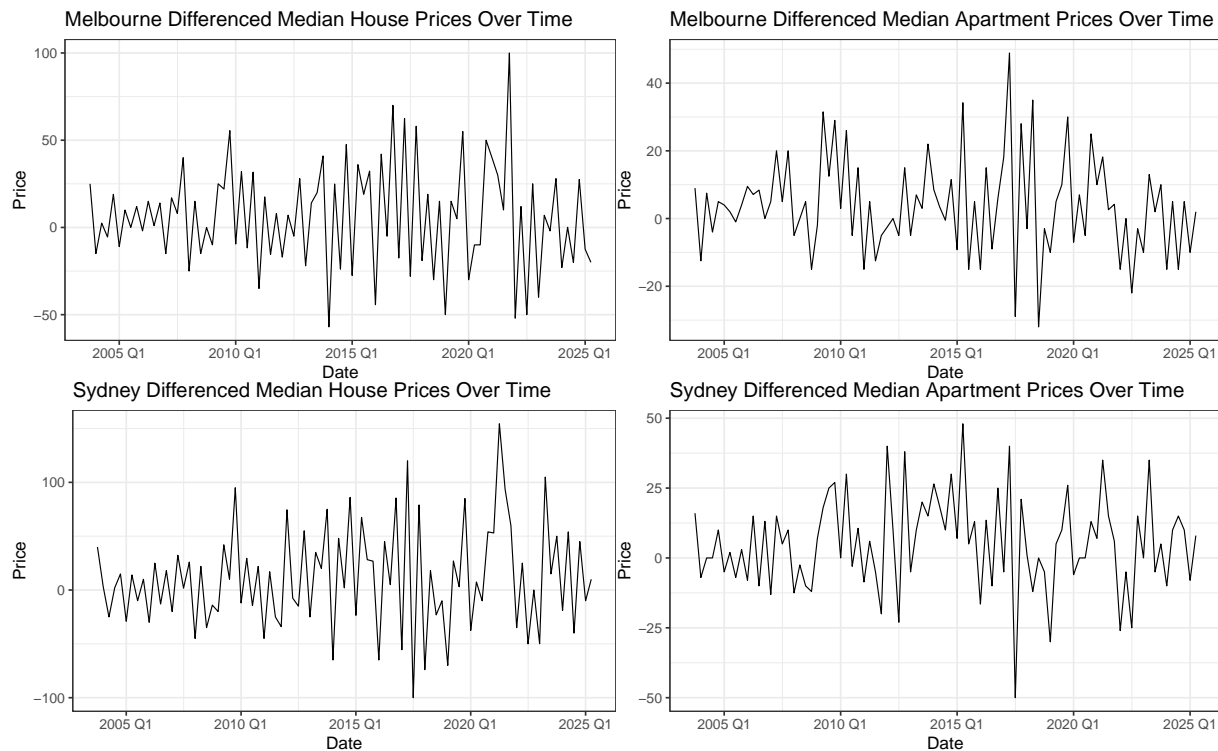 Melbourne Differenced Median House Prices Over Time
Price
100
50
0
−50
2005 Q1 2010 Q1 2015 Q1 2020 Q1 2025 Q1
Date
Melbourne Differenced Median Apartment Prices Over Time
Price
40
20
0
−20
2005 Q1 2010 Q1 2015 Q1 2020 Q1 2025 Q1
Date
Sydney Differenced Median House Prices Over Time
Price
100
0
−100
2005 Q1 2010 Q1 2015 Q1 2020 Q1 2025 Q1
Date
Sydney Differenced Median Apartment Prices Over Time
Price
50
25
0
−25
−50
2005 Q1 2010 Q1 2015 Q1 2020 Q1 2025 Q1
Date